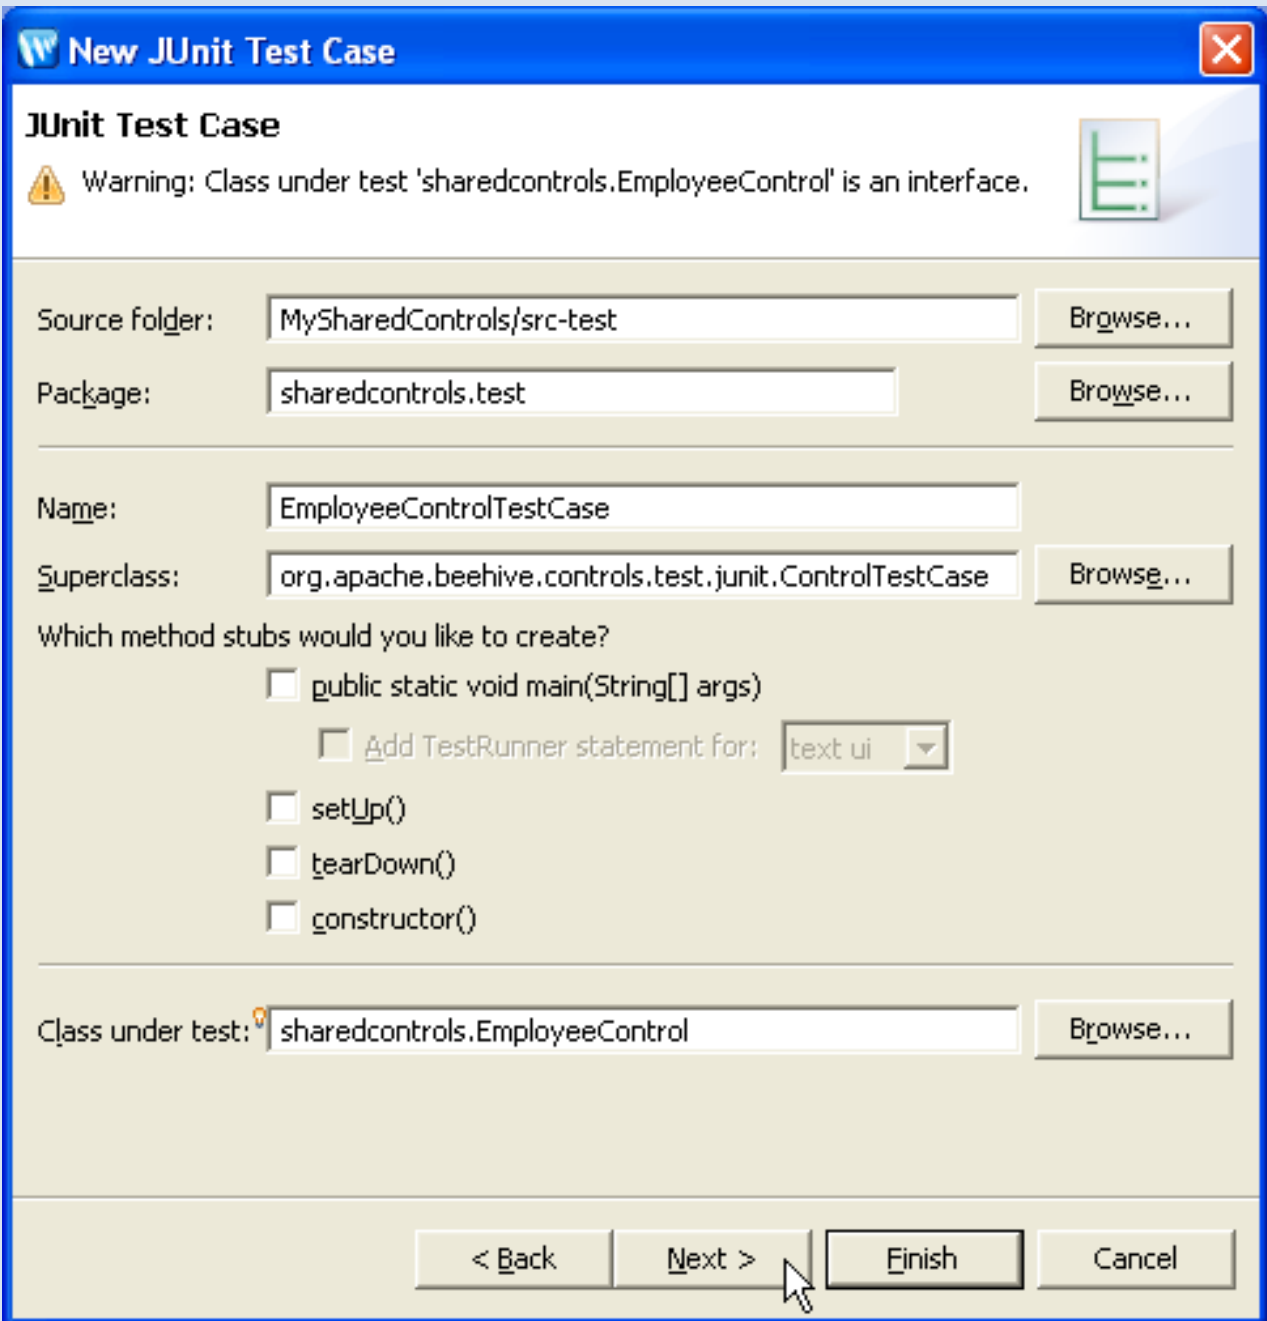 New JUnit Test Case
JUnit Test Case
Warning: Class under test 'sharedcontrols.EmployeeControl' is an interface.
Source folder: MySharedControls/src-test Browse...
Package: sharedcontrols.test Browse...
Name: EmployeeControlTestCase
Superclass: org.apache.beehive.controls.test.junit.ControlTestCase Browse...
Which method stubs would you like to create?
public static void main(String[] args)
Add TestRunner statement for: text ui
setUp()
tearDown()
constructor()
Class under test: sharedcontrols.EmployeeControl Browse...
< Back Next > Finish Cancel